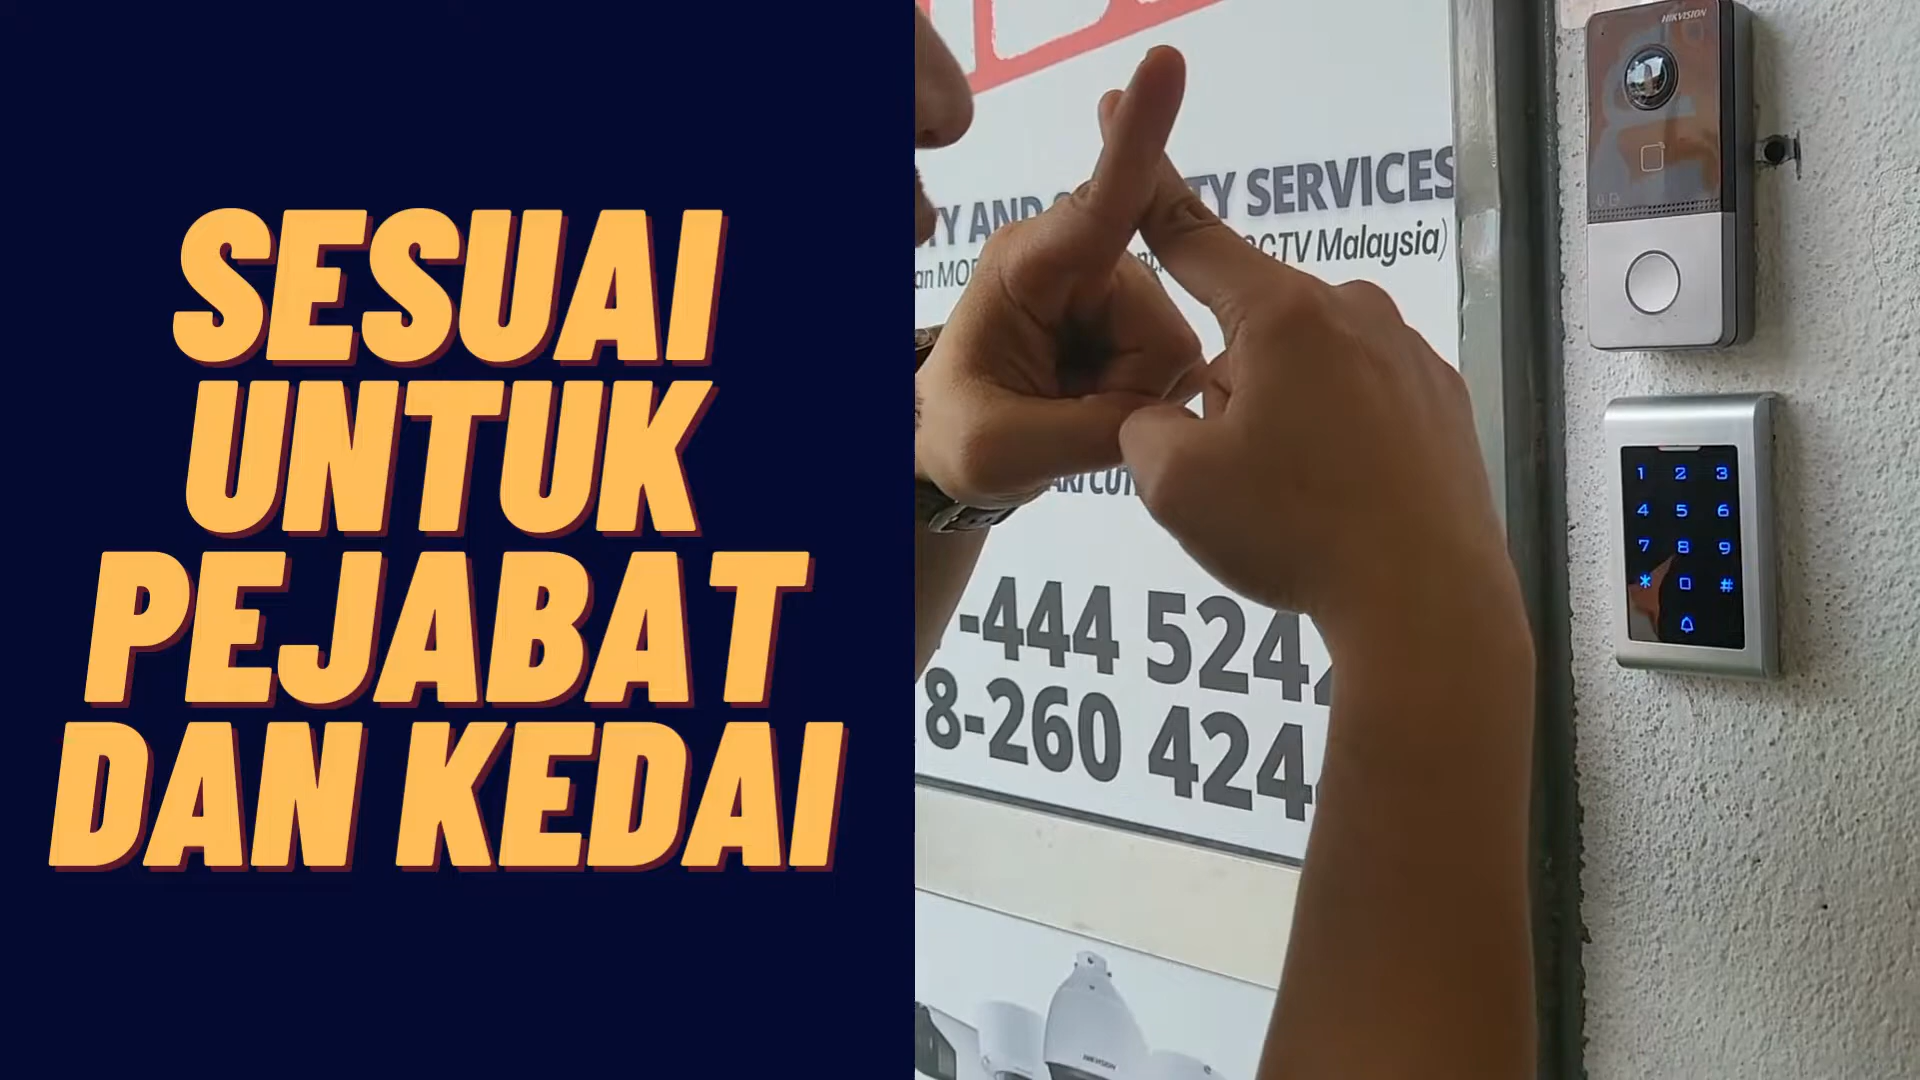 SESUAI
UNTUK
PEJABAT
DAN KEDAI
HIKVISION
TY AND
TY SERVICES
CCTV Malaysia)
-444 524
8-260 424
1 2 3
4 5 6
7 8 9
* 0 #
HIKVISION